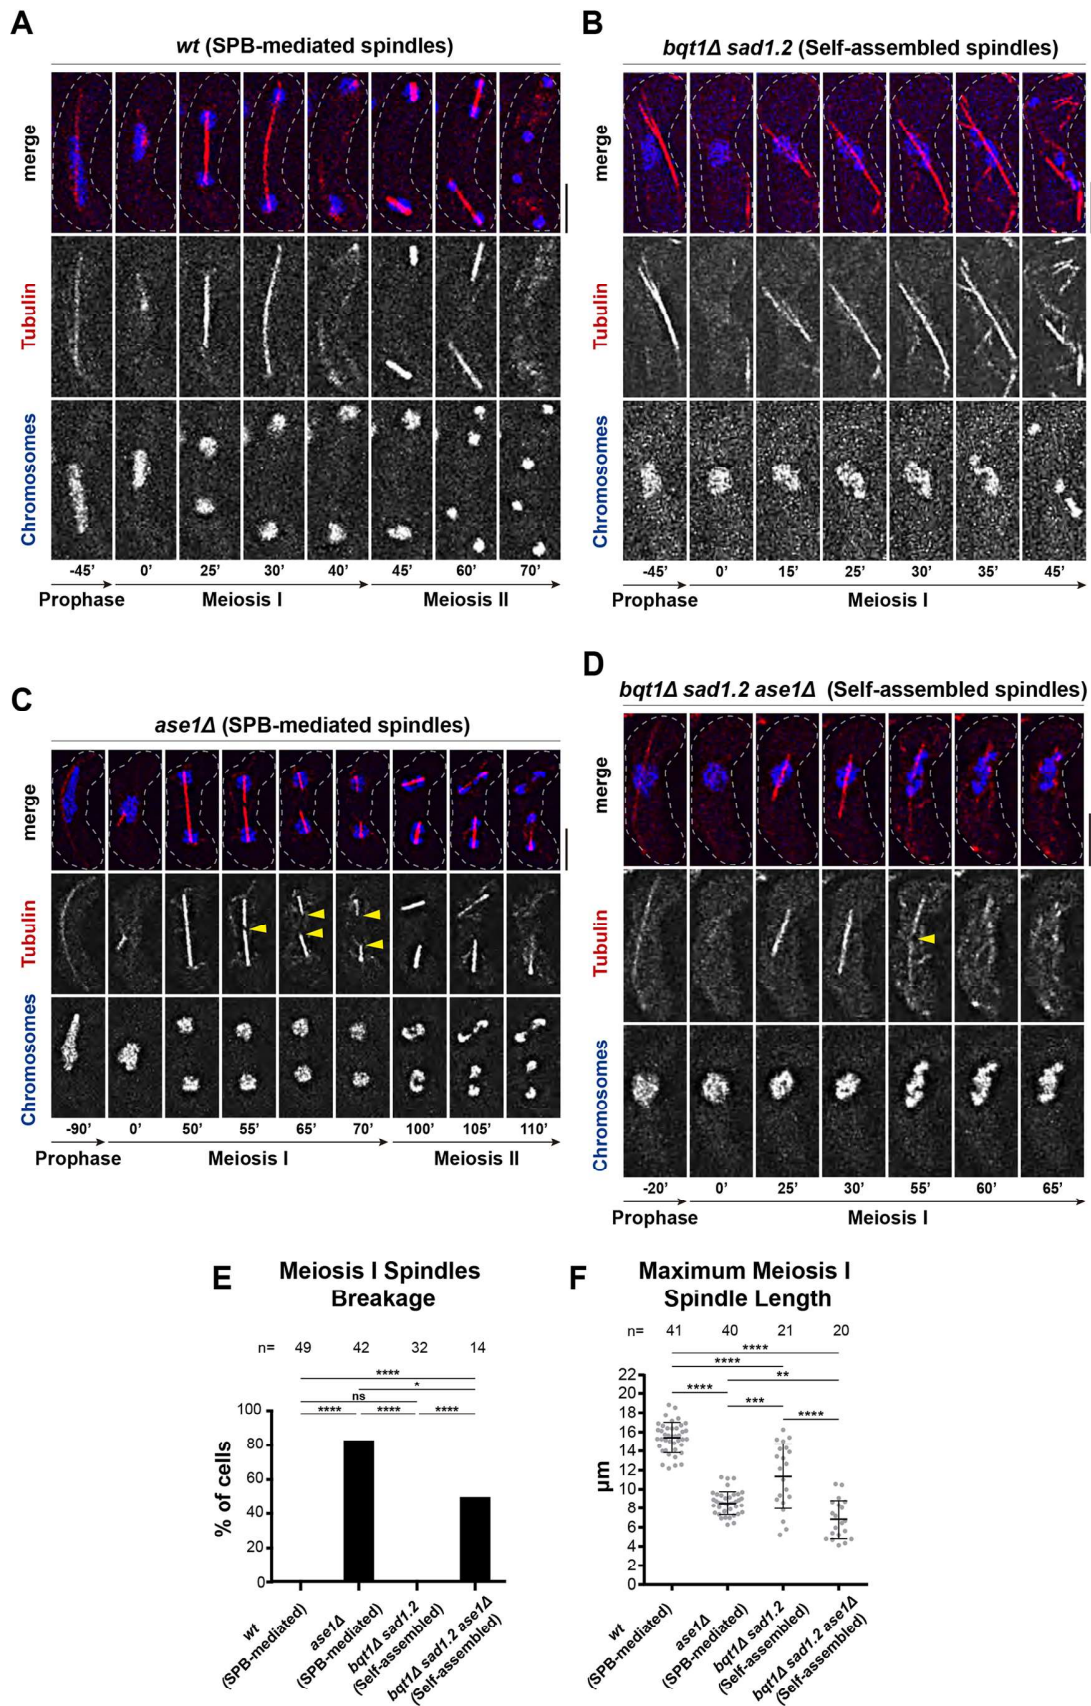 A
wt (SPB-mediated spindles)
merge
Tubulin
Chromosomes
-45' 0' 25' 30' 40' 45' 60' 70'
Prophase Meiosis I Meiosis II
B
bqt1Δ sad1.2 (Self-assembled spindles)
merge
Tubulin
Chromosomes
-45' 0' 15' 25' 30' 35' 45'
Prophase Meiosis I
C
ase1Δ (SPB-mediated spindles)
merge
Tubulin
Chromosomes
-90' 0' 50' 55' 65' 70' 100' 105' 110'
Prophase Meiosis I Meiosis II
D
bqt1Δ sad1.2 ase1Δ (Self-assembled spindles)
merge
Tubulin
Chromosomes
-20' 0' 25' 30' 55' 60' 65'
Prophase Meiosis I
E
Meiosis I Spindles
Breakage
n= 49 42 32 14
****
*
ns
**** **** ****
100
80
60
40
20
0
% of cells
wt
(SPB-mediated)
ase1Δ
(SPB-mediated)
bqt1Δ sad1.2
(Self-assembled)
bqt1Δ sad1.2 ase1Δ
(Self-assembled)
F
Maximum Meiosis I
Spindle Length
n= 41 40 21 20
****
****
**
****
***
****
22
20
18
16
14
12
10
8
6
4
2
0
μm
wt
(SPB-mediated)
ase1Δ
(SPB-mediated)
bqt1Δ sad1.2
(Self-assembled)
bqt1Δ sad1.2 ase1Δ
(Self-assembled)